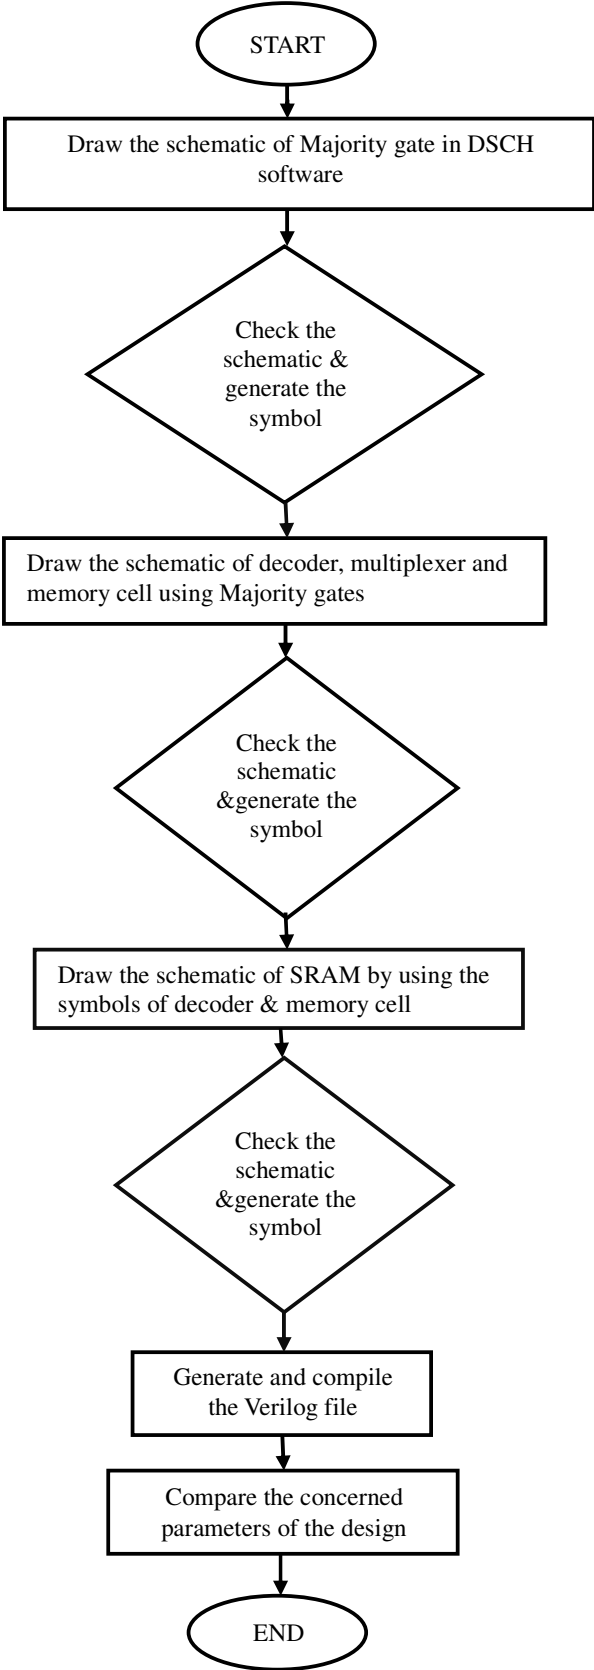 START
Draw the schematic of Majority gate in DSCH
software
Check the
schematic &
generate the
symbol
Draw the schematic of decoder, multiplexer and
memory cell using Majority gates
Check the
schematic
&generate the
symbol
Draw the schematic of SRAM by using the
symbols of decoder & memory cell
Check the
schematic
&generate the
symbol
Generate and compile
the Verilog file
Compare the concerned
parameters of the design
END